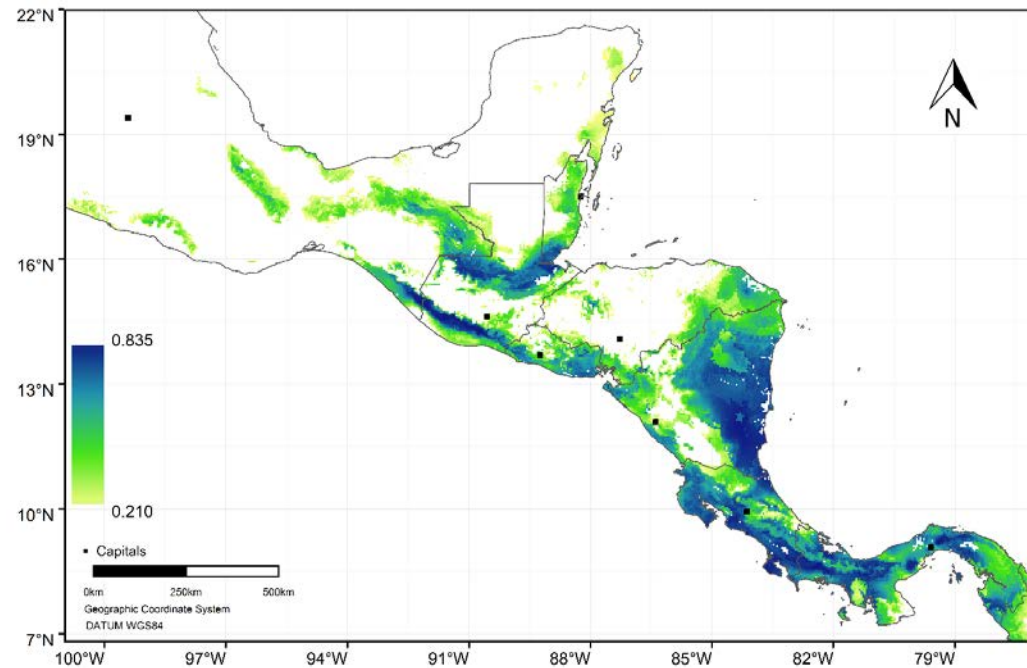 22°N
19°N
16°N
13°N
10°N
7°N
N
0.835
0.210
Capitals
0km 250km 500km
Geographic Coordinate System
DATUM WGS84
100°W 97°W 94°W 91°W 88°W 85°W 82°W 79°W